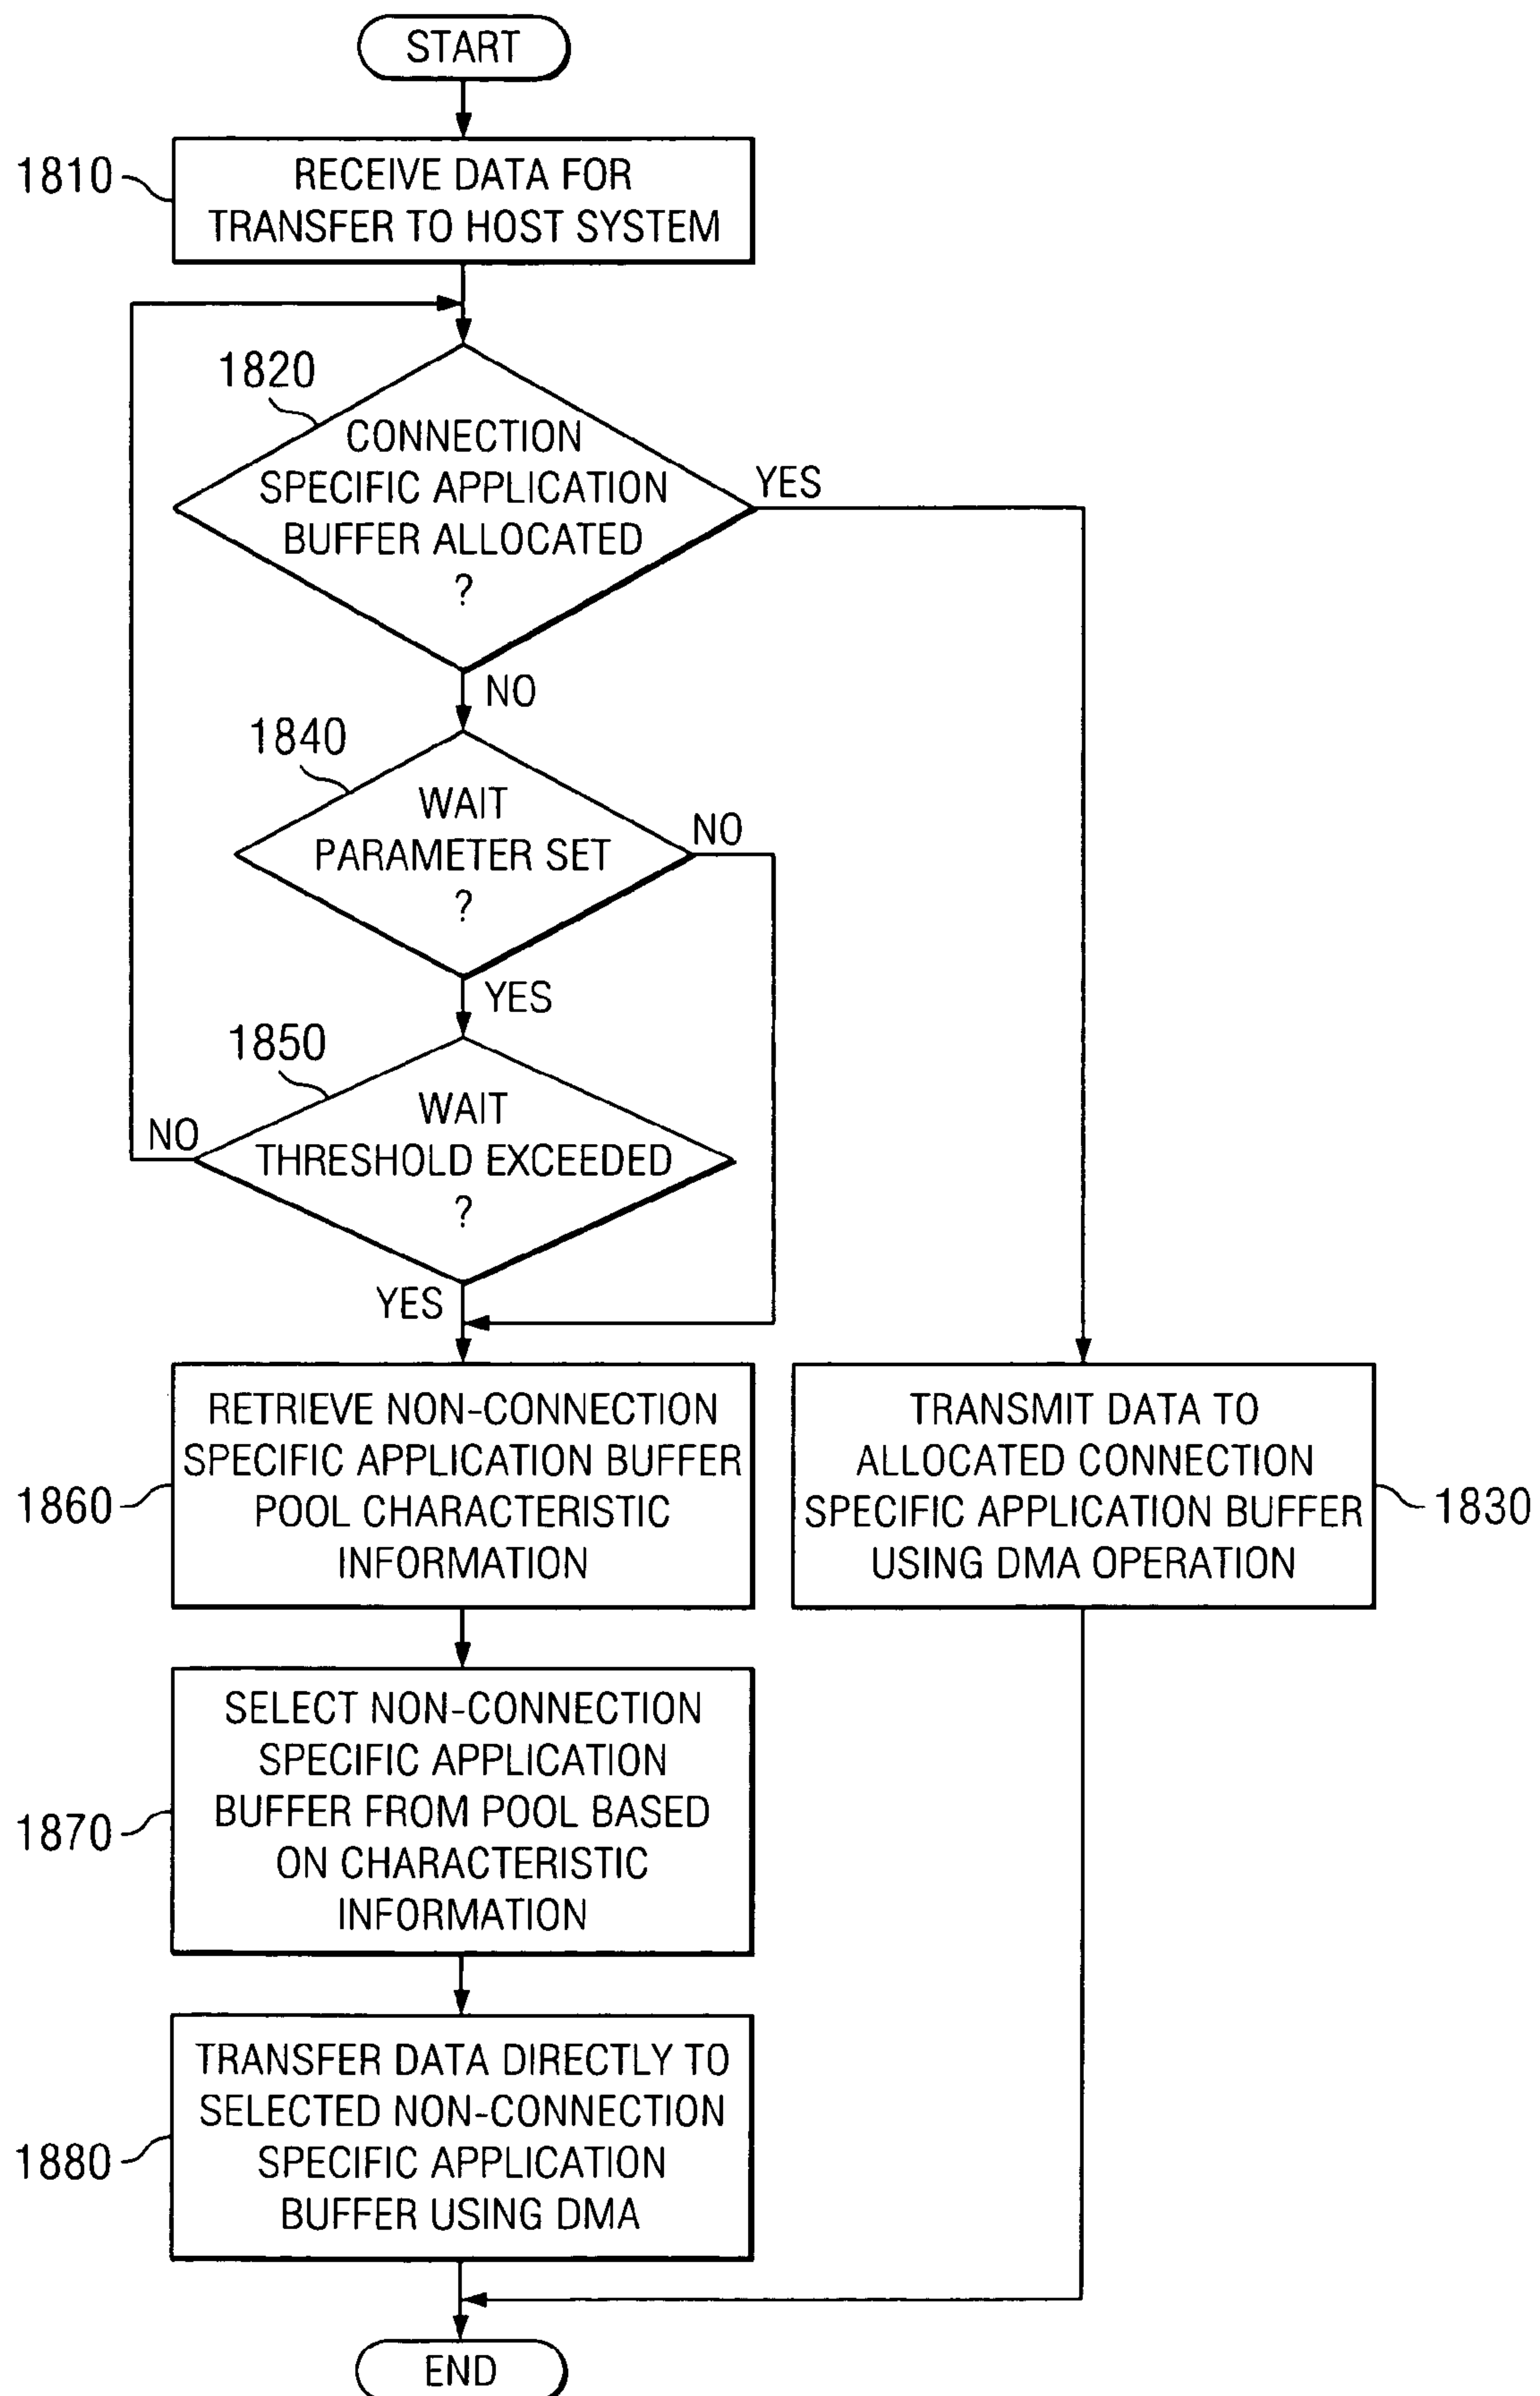 START
1810
RECEIVE DATA FOR
TRANSFER TO HOST SYSTEM
1820
CONNECTION
SPECIFIC APPLICATION
BUFFER ALLOCATED
?
YES
NO
1840
WAIT
PARAMETER SET
?
NO
YES
1850
WAIT
THRESHOLD EXCEEDED
?
NO
YES
1860
RETRIEVE NON-CONNECTION
SPECIFIC APPLICATION BUFFER
POOL CHARACTERISTIC
INFORMATION
TRANSMIT DATA TO
ALLOCATED CONNECTION
SPECIFIC APPLICATION BUFFER
USING DMA OPERATION
1830
1870
SELECT NON-CONNECTION
SPECIFIC APPLICATION
BUFFER FROM POOL BASED
ON CHARACTERISTIC
INFORMATION
1880
TRANSFER DATA DIRECTLY TO
SELECTED NON-CONNECTION
SPECIFIC APPLICATION
BUFFER USING DMA
END